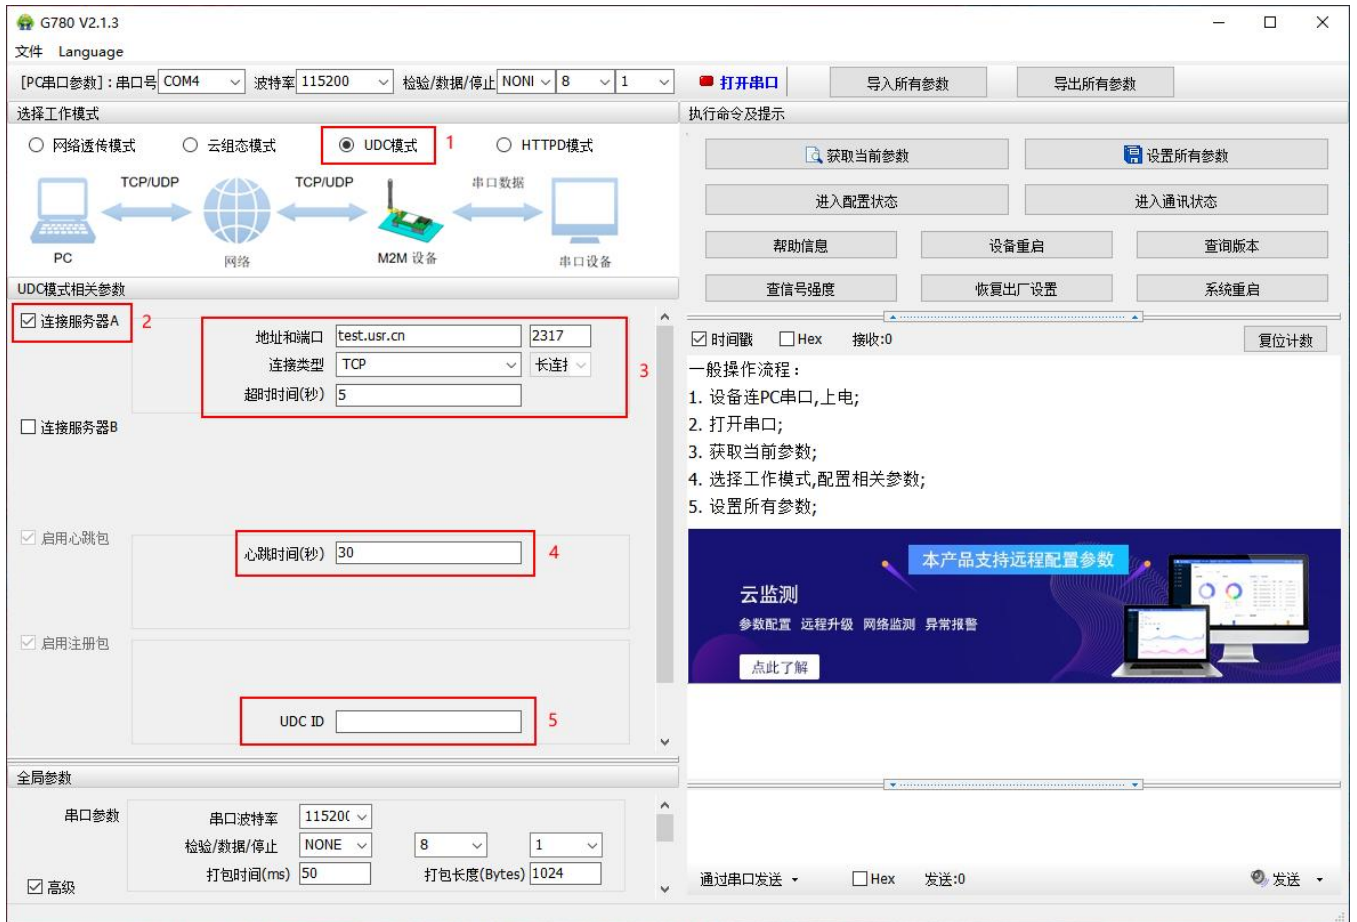 G780 V2.1.3
文件 Language
[PC串口参数]：串口号 COM4 波特率 115200 检验/数据/停止 NONI 8 1 打开串口 导入所有参数 导出所有参数
选择工作模式
网络透传模式 云组态模式 UDC模式 1 HTTPD模式
TCP/UDP TCP/UDP 串口数据
PC 网络 M2M 设备 串口设备
UDC模式相关参数
连接服务器A 2
地址和端口 test.usr.cn 2317
连接类型 TCP 长连接 3
超时时间(秒) 5
连接服务器B
启用心跳包
心跳时间(秒) 30 4
启用注册包
UDC ID 5
全局参数
串口参数 串口波特率 115200
检验/数据/停止 NONE 8 1
打包时间(ms) 50 打包长度(Bytes) 1024
高级
执行命令及提示
获取当前参数 设置所有参数
进入配置状态 进入通讯状态
帮助信息 设备重启 查询版本
查信号强度 恢复出厂设置 系统重启
时间戳 Hex 接收:0 复位计数
一般操作流程：
1. 设备连PC串口,上电;
2. 打开串口;
3. 获取当前参数;
4. 选择工作模式,配置相关参数;
5. 设置所有参数;
本产品支持远程配置参数
云监测
参数配置 远程升级 网络监测 异常报警
点此了解
通过串口发送 Hex 发送:0 发送